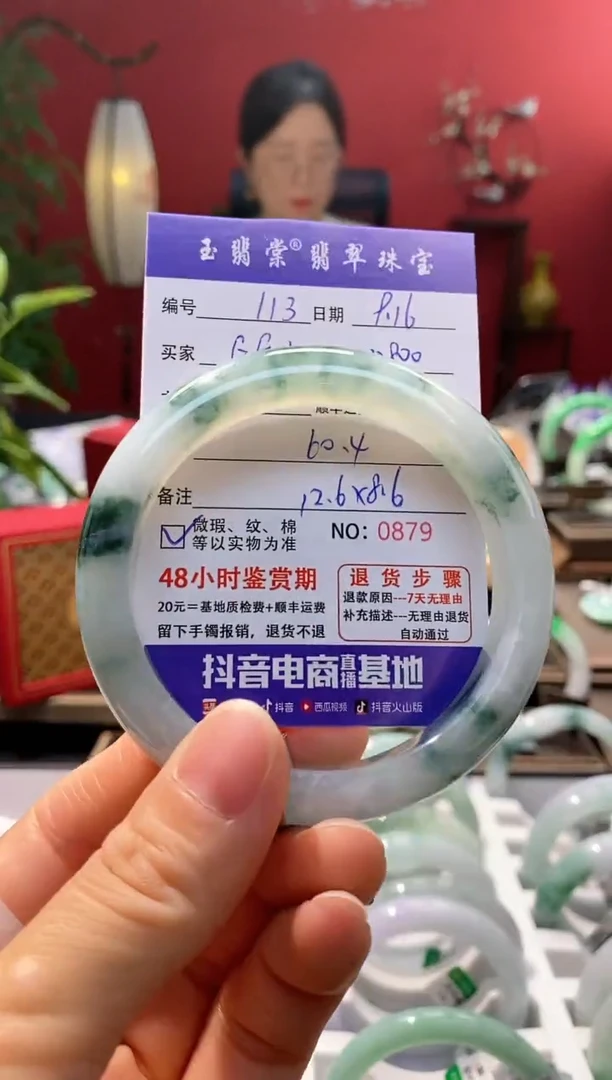 玉翡棠®翡翠珠宝
编号 113 日期 9.16
买家 800
60.4
备注 12.6x8.6
微瑕、纹、棉
等以实物为准
NO: 0879
48小时鉴赏期
20元=基地质检费+顺丰运费
留下手镯报销,退货不退
退货步骤
退款原因---7天无理由
补充描述---无理由退货
自动通过
抖音电商直播基地
抖音 西瓜视频 抖音火山版